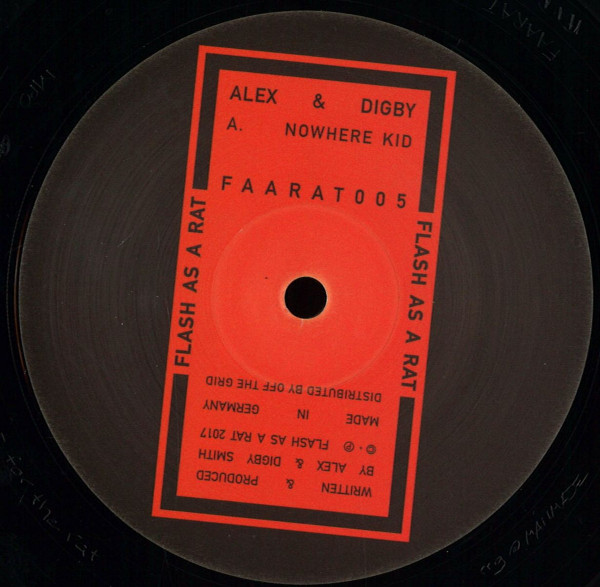 ALEX & DIGBY
A. NOWHERE KID
FAARAT005
FLASH AS A RAT
FLASH AS A RAT
WRITTEN & PRODUCED
BY ALEX & DIGBY SMITH
©·℗ FLASH AS A RAT 2017
MADE IN GERMANY
DISTRIBUTED BY OFF THE GRID